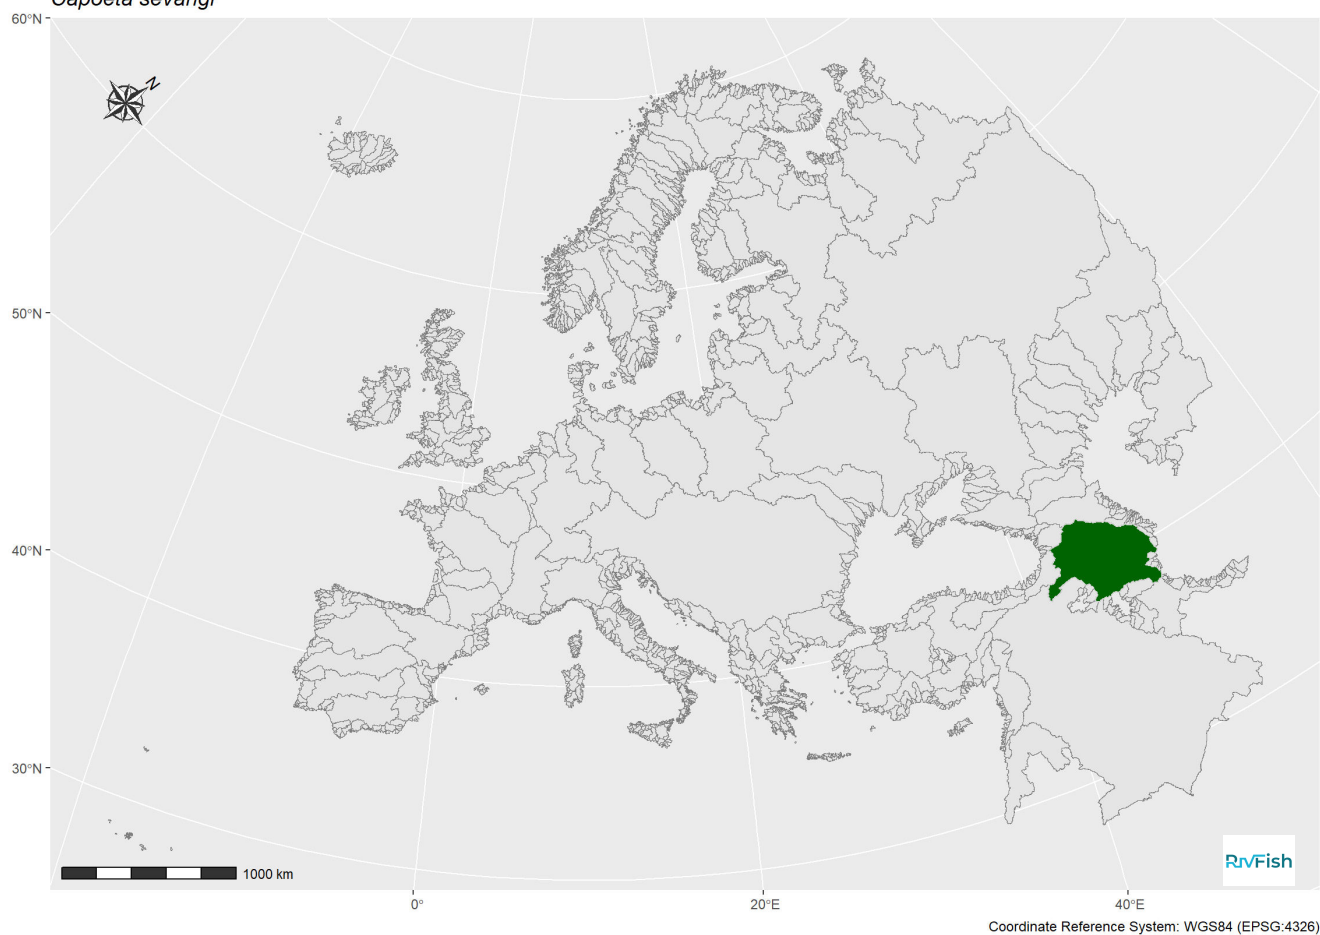 Capoeta sevangi
60°N
50°N
40°N
30°N
N
1000 km
RIVFish
0°
20°E
40°E
Coordinate Reference System: WGS84 (EPSG:4326)